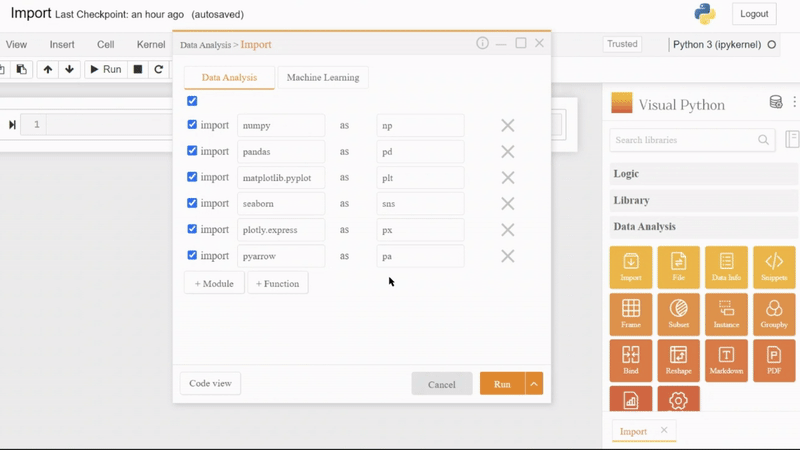 Import Last Checkpoint: an hour ago (autosaved)
Logout
View Insert Cell Kernel
Trusted
Python 3 (ipykernel)
Run
1
Data Analysis > Import
Data Analysis
Machine Learning
import numpy as np
import pandas as pd
import matplotlib.pyplot as plt
import seaborn as sns
import plotly.express as px
import pyarrow as pa
+ Module
+ Function
Code view
Cancel
Run
Visual Python
Search libraries
Logic
Library
Data Analysis
Import File Data Info Snippets
Frame Subset Instance Groupby
Bind Reshape Markdown PDF
Import